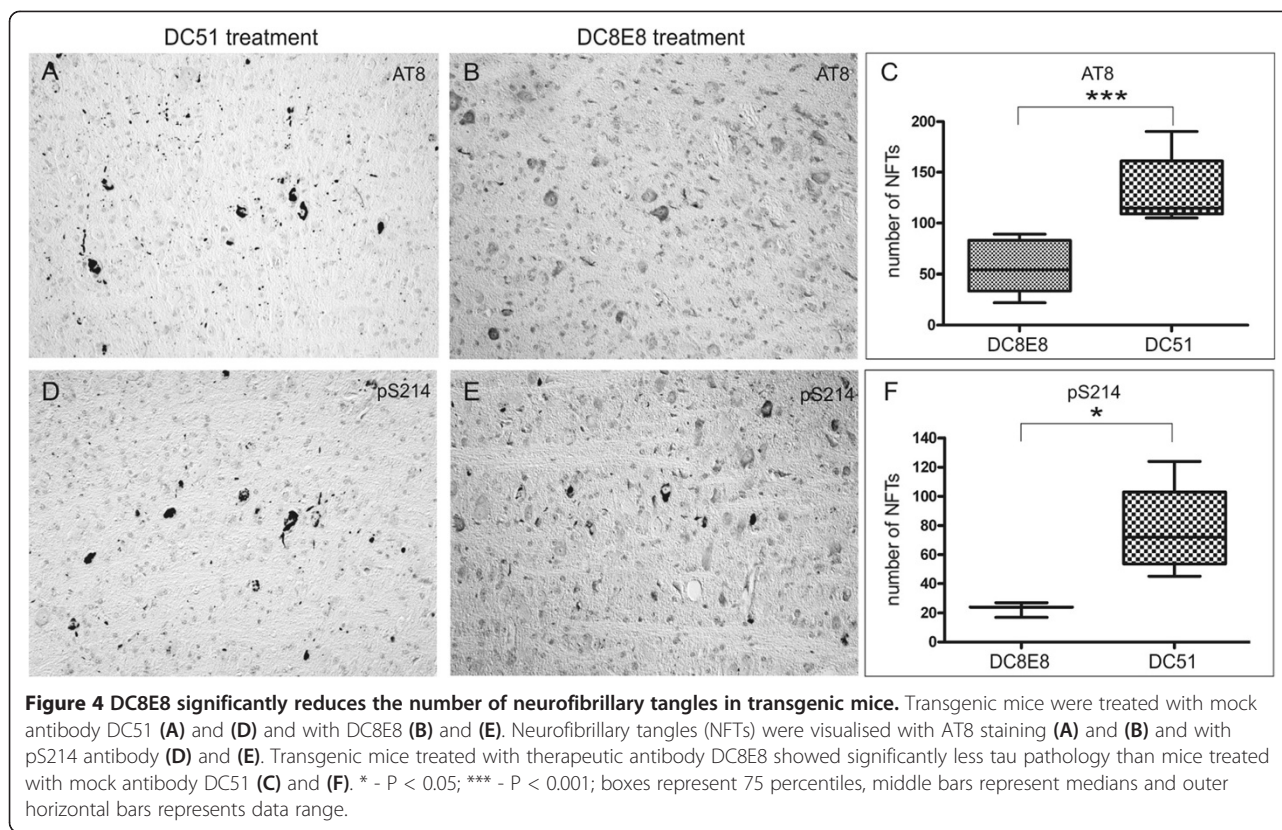 DC51 treatment
DC8E8 treatment
A
AT8
B
AT8
C
AT8
***
200
150
100
50
0
number of NFTs
DC8E8
DC51
D
pS214
E
pS214
F
pS214
*
140
120
100
80
60
40
20
0
number of NFTs
DC8E8
DC51
Figure 4 DC8E8 significantly reduces the number of neurofibrillary tangles in transgenic mice. Transgenic mice were treated with mock
antibody DC51 (A) and (D) and with DC8E8 (B) and (E). Neurofibrillary tangles (NFTs) were visualised with AT8 staining (A) and (B) and with
pS214 antibody (D) and (E). Transgenic mice treated with therapeutic antibody DC8E8 showed significantly less tau pathology than mice treated
with mock antibody DC51 (C) and (F). * - P < 0.05; *** - P < 0.001; boxes represent 75 percentiles, middle bars represent medians and outer
horizontal bars represents data range.